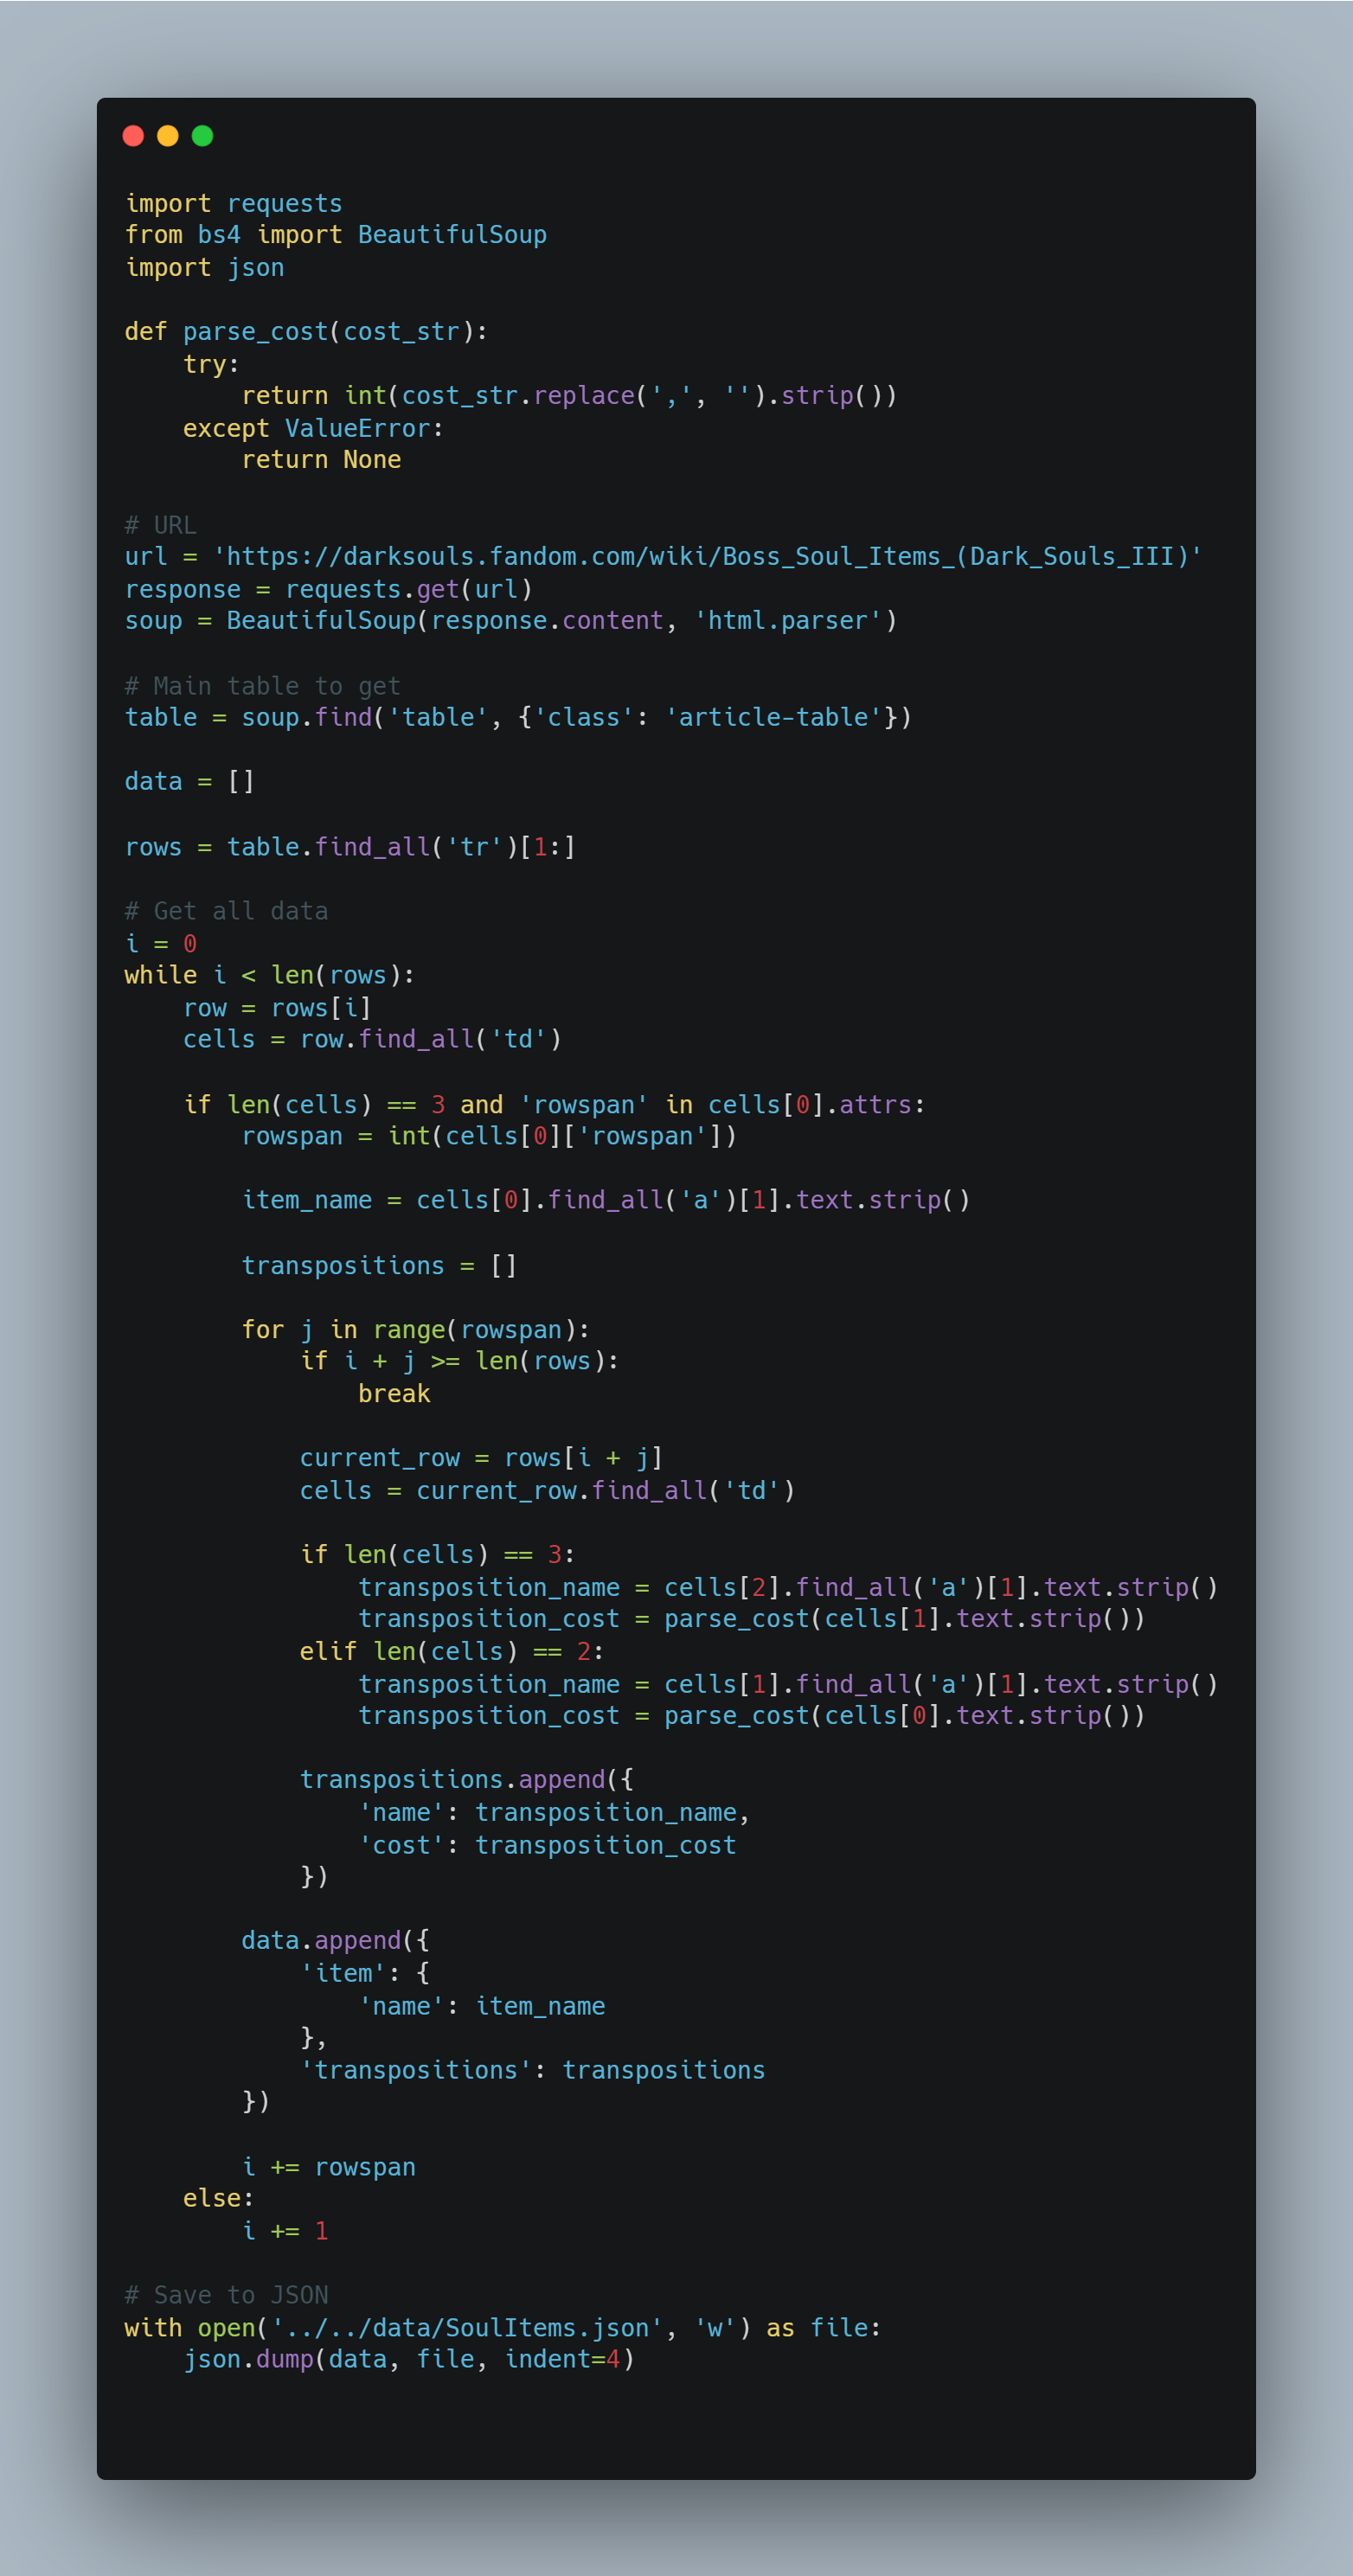 import requests
from bs4 import BeautifulSoup
import json

def parse_cost(cost_str):
    try:
        return int(cost_str.replace(',', '').strip())
    except ValueError:
        return None

# URL
url = 'https://darksouls.fandom.com/wiki/Boss_Soul_Items_(Dark_Souls_III)'
response = requests.get(url)
soup = BeautifulSoup(response.content, 'html.parser')

# Main table to get
table = soup.find('table', {'class': 'article-table'})

data = []

rows = table.find_all('tr')[1:]

# Get all data
i = 0
while i < len(rows):
    row = rows[i]
    cells = row.find_all('td')

    if len(cells) == 3 and 'rowspan' in cells[0].attrs:
        rowspan = int(cells[0]['rowspan'])

        item_name = cells[0].find_all('a')[1].text.strip()

        transpositions = []

        for j in range(rowspan):
            if i + j >= len(rows):
                break

            current_row = rows[i + j]
            cells = current_row.find_all('td')

            if len(cells) == 3:
                transposition_name = cells[2].find_all('a')[1].text.strip()
                transposition_cost = parse_cost(cells[1].text.strip())
            elif len(cells) == 2:
                transposition_name = cells[1].find_all('a')[1].text.strip()
                transposition_cost = parse_cost(cells[0].text.strip())

            transpositions.append({
                'name': transposition_name,
                'cost': transposition_cost
            })

        data.append({
            'item': {
                'name': item_name
            },
            'transpositions': transpositions
        })

        i += rowspan
    else:
        i += 1

# Save to JSON
with open('../../data/SoulItems.json', 'w') as file:
    json.dump(data, file, indent=4)